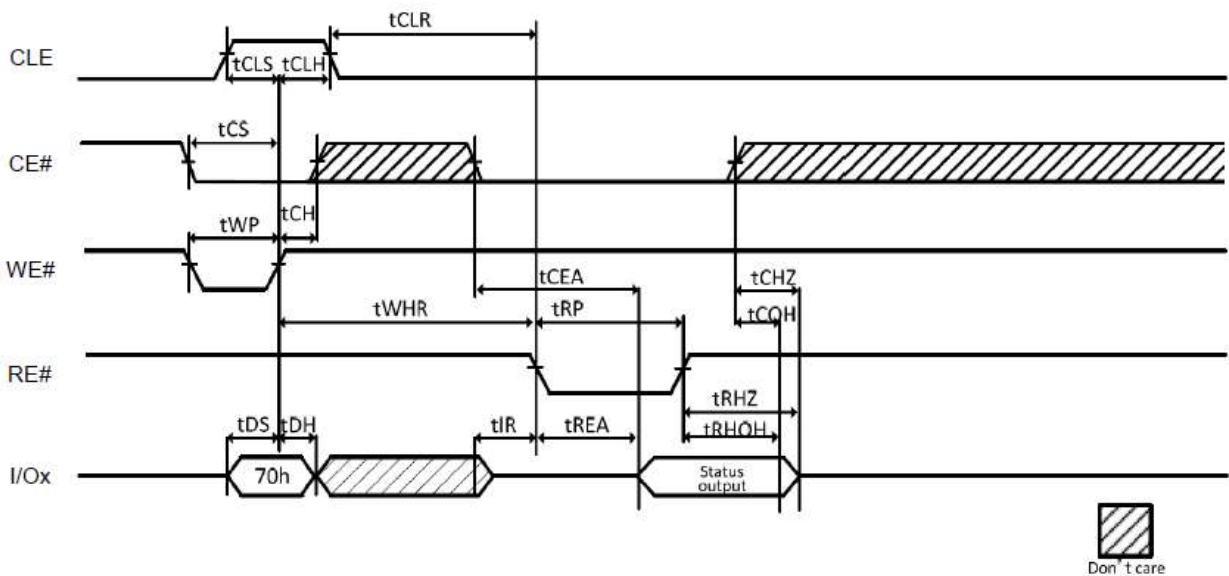 tCLR
CLE
tCLS tCLH
tCS
CE#
tWP tCH
WE#
tCEA tCHZ
tWHR tRP tCOH
RE#
tRHZ
tDS tDH tIR tREA tRHOH
I/Ox 70h Status
output
Don't care